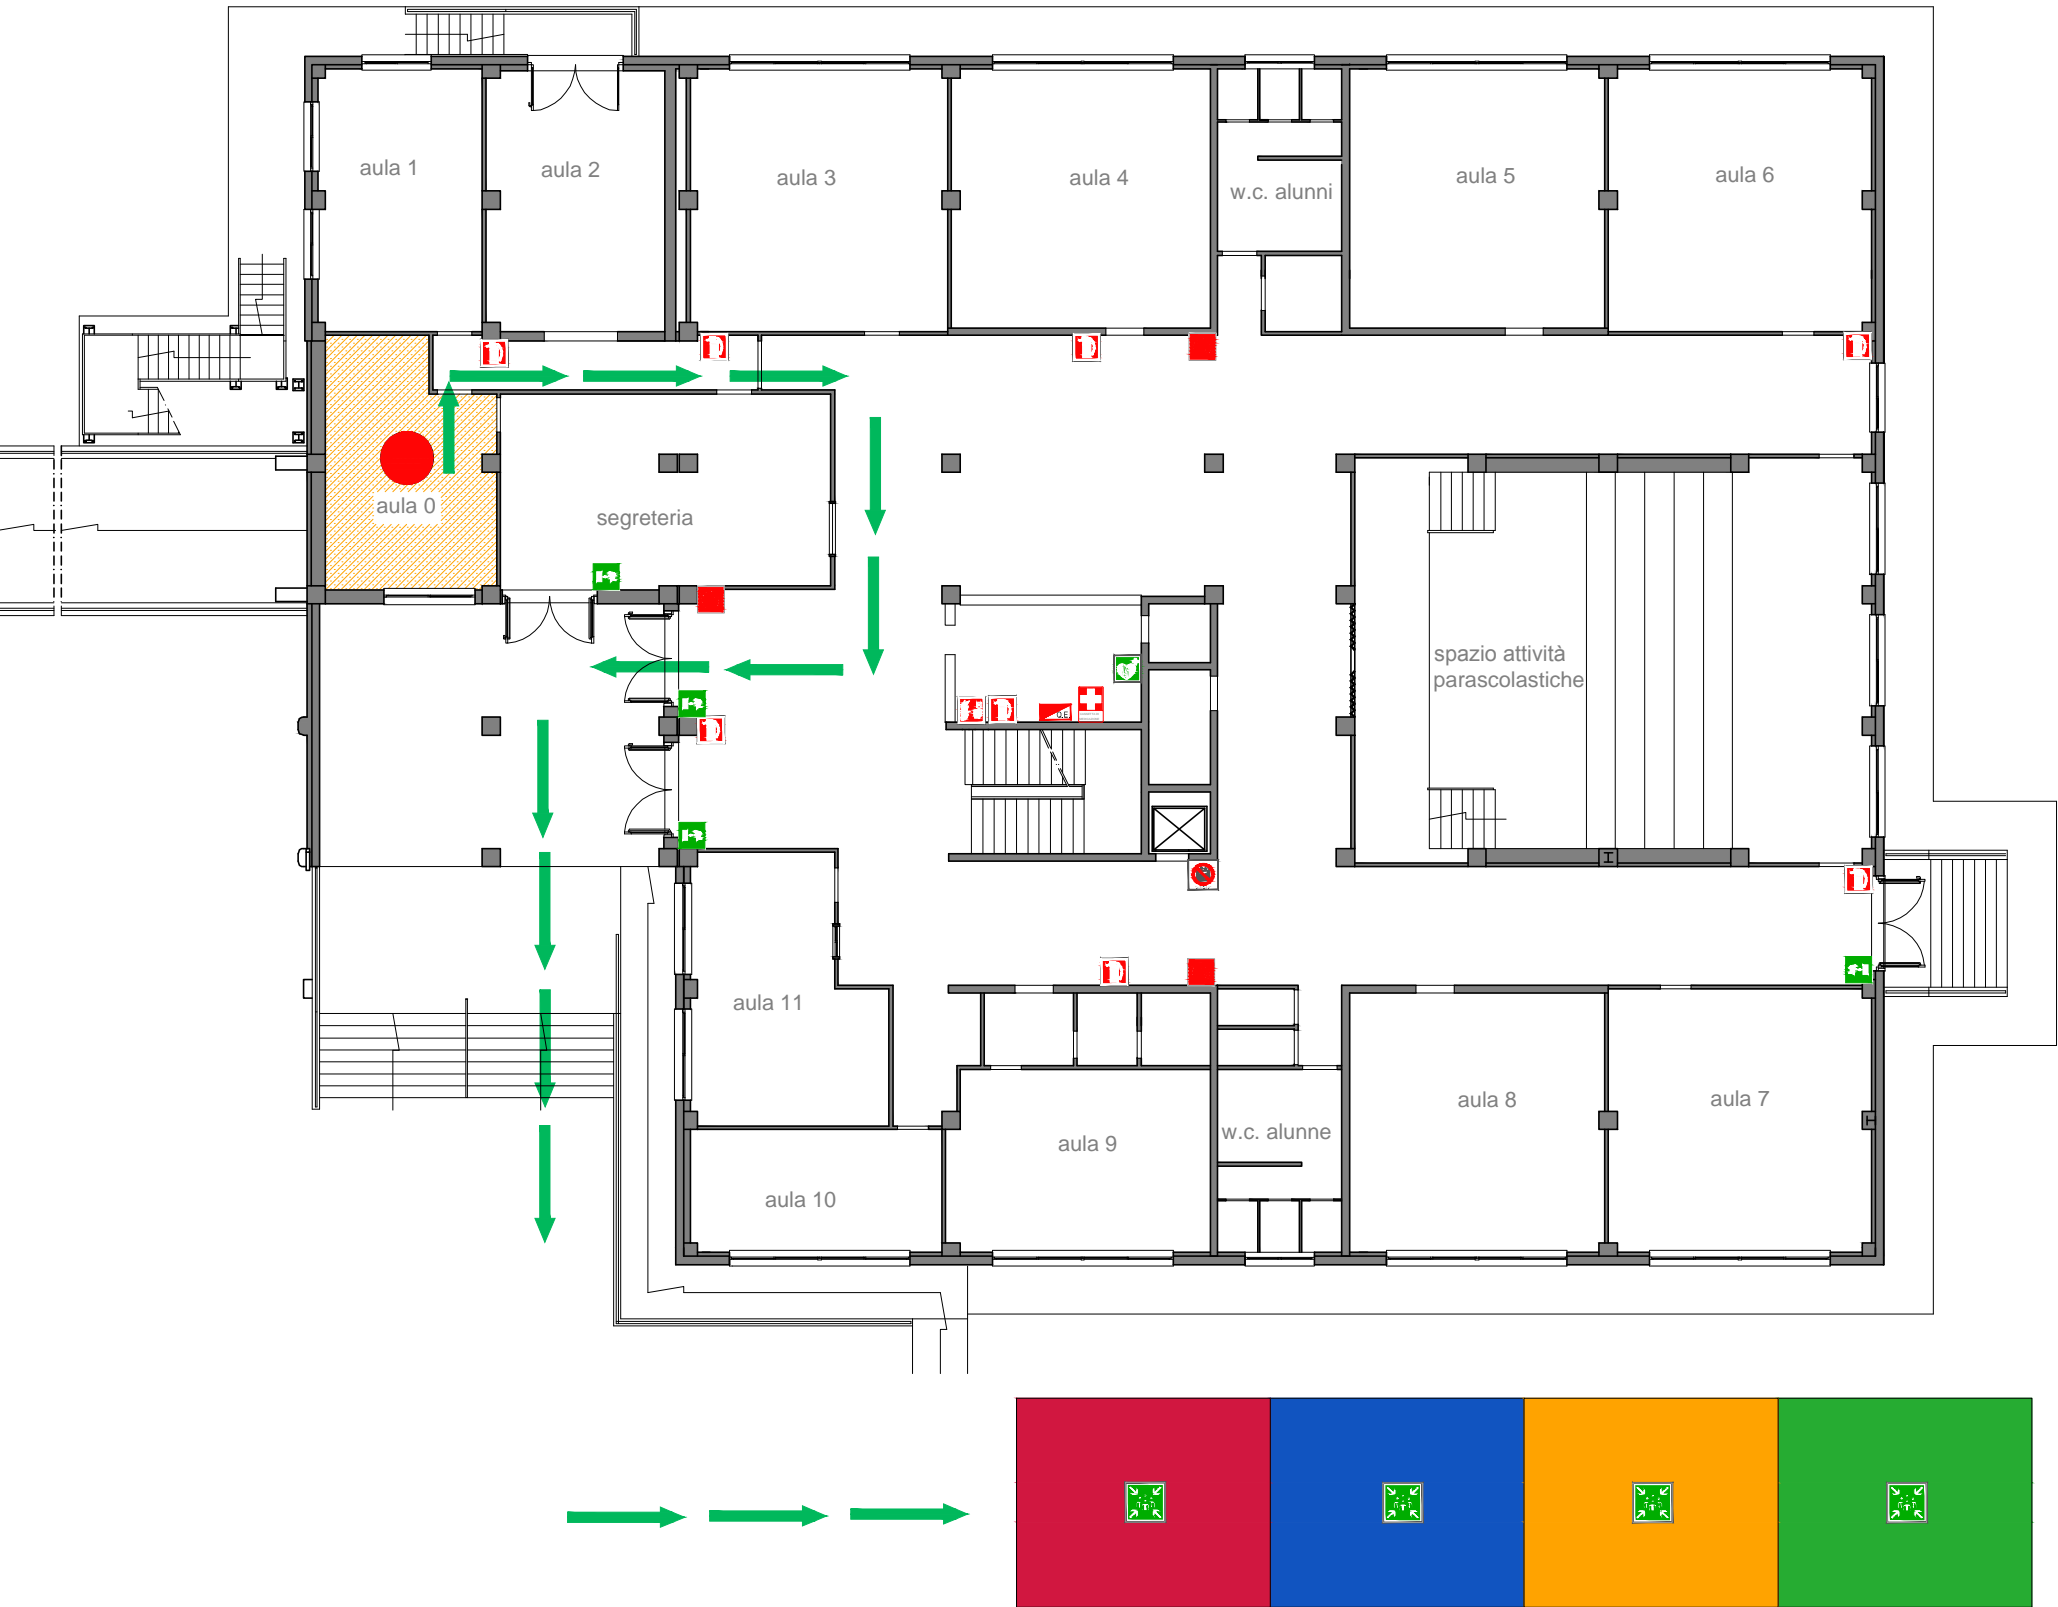 aula 1
aula 2
aula 3
aula 4
w.c. alunni
aula 5
aula 6
aula 0
segreteria
spazio attività
parascolastiche
Q.E.
aula 11
aula 10
aula 9
w.c. alunne
aula 8
aula 7